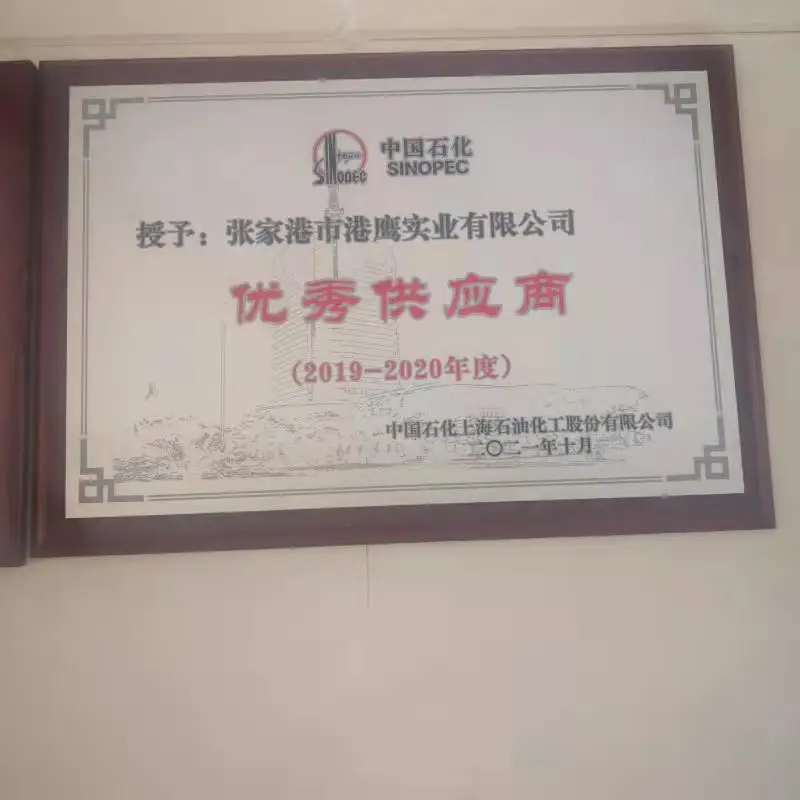 中国石化
SINOPEC
SINOPEC
授予：张家港市港鹰实业有限公司
优秀供应商
（2019-2020年度）
中国石化上海石油化工股份有限公司
二〇二一年十月